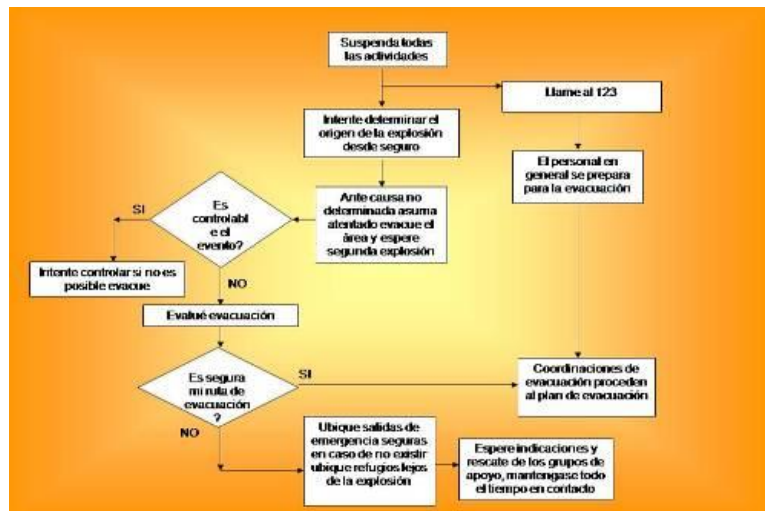 Suspenda todas
las actividades
Llame al 123
Intente determinar el
origen de la explosión
desde seguro
El personal en
general se prepara
para la evacuación
Ante causa no
determinada asuma
atentado evacue el
área y espere
segunda explosión
Es
controlabl
e el
evento?
SI
Intente controlar si no es
posible evacue
NO
Evalué evacuación
Es segura
mi ruta de
evacuación
?
SI
Coordinaciones de
evacuación proceden
al plan de evacuación
NO
Ubique salidas de
emergencia seguras
en caso de no existir
ubique refugios lejos
de la explosión
Espere indicaciones y
rescate de los grupos de
apoyo, mantengase todo
el tiempo en contacto